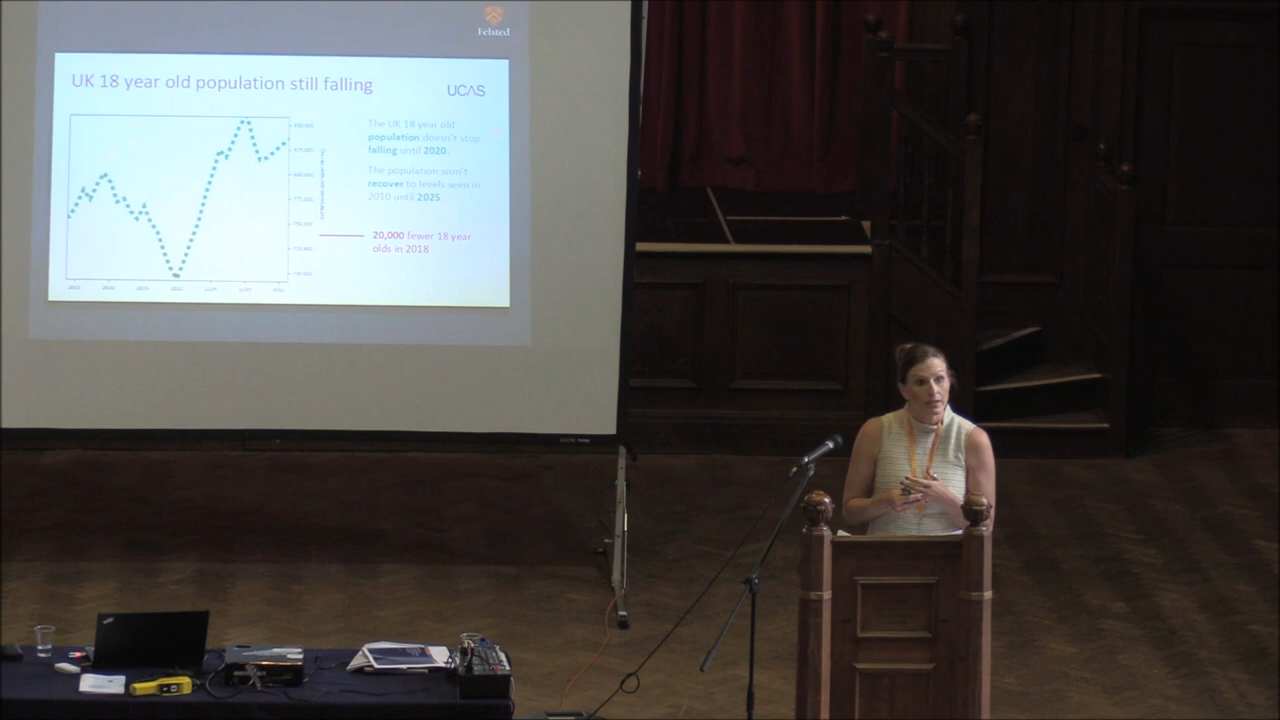 Felsted
UK 18 year old population still falling
UCAS
The UK 18 year old
population doesn't stop
falling until 2020.
The population won't
recover to levels seen in
2010 until 2025
20,000 fewer 18 year
olds in 2018